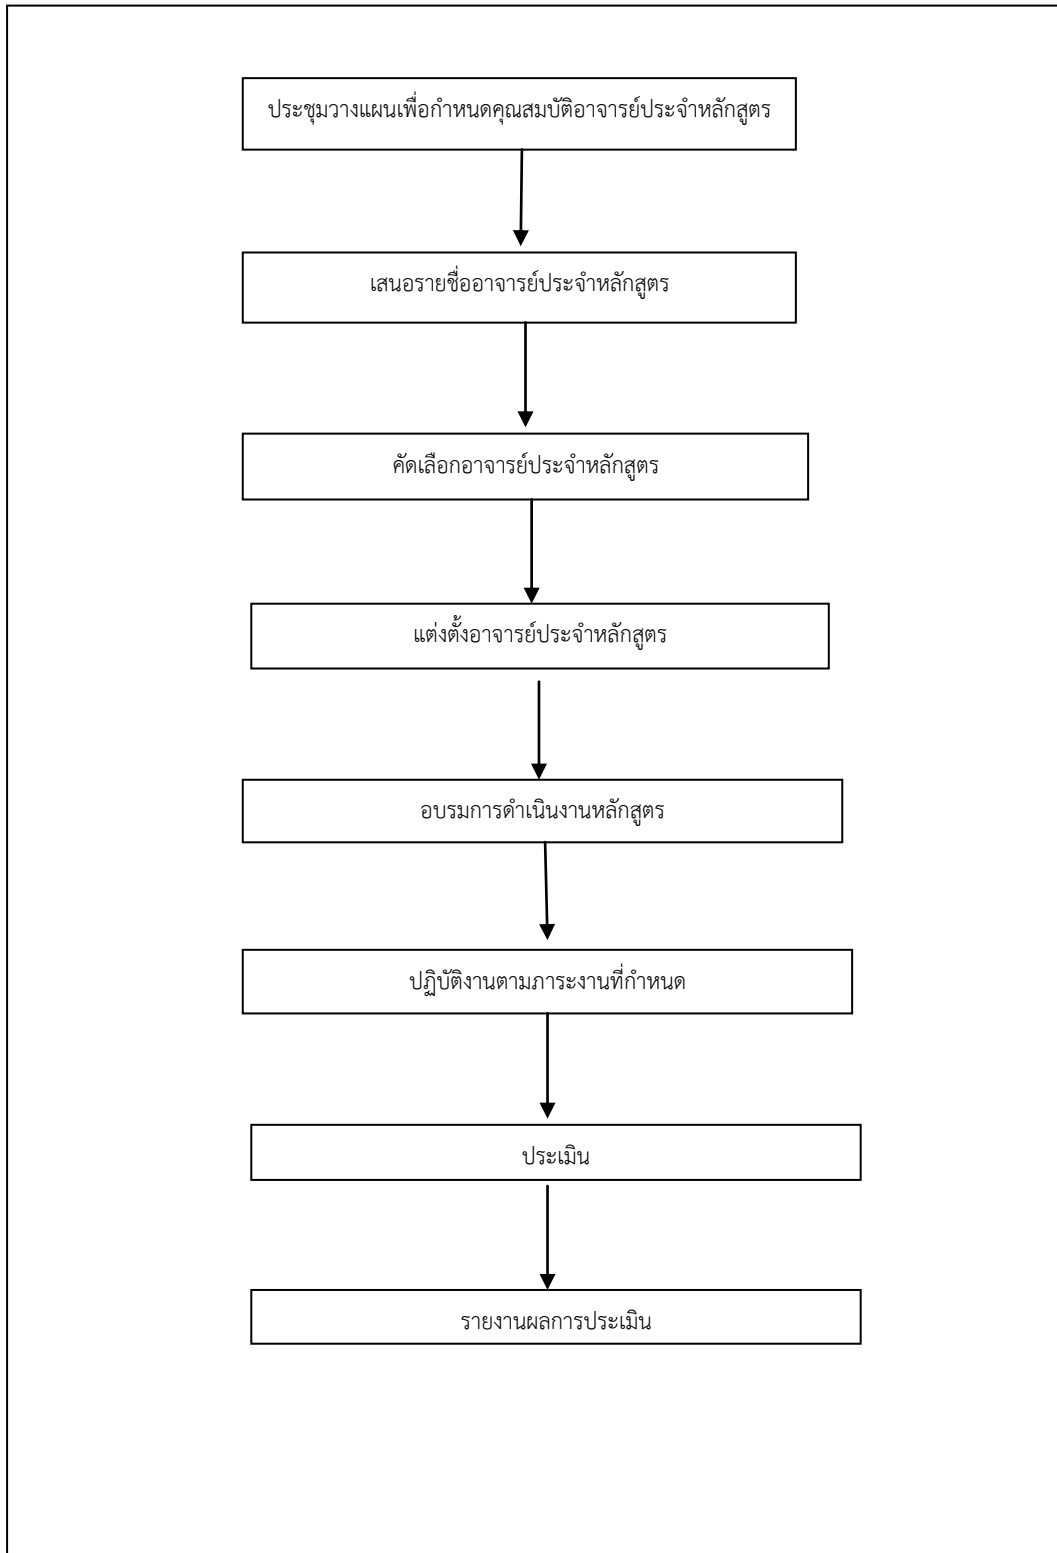 ประชุมวางแผนเพื่อกำหนดคุณสมบัติอาจารย์ประจำหลักสูตร
เสนอรายชื่ออาจารย์ประจำหลักสูตร
คัดเลือกอาจารย์ประจำหลักสูตร
แต่งตั้งอาจารย์ประจำหลักสูตร
อบรมการดำเนินงานหลักสูตร
ปฏิบัติงานตามภาระงานที่กำหนด
ประเมิน
รายงานผลการประเมิน